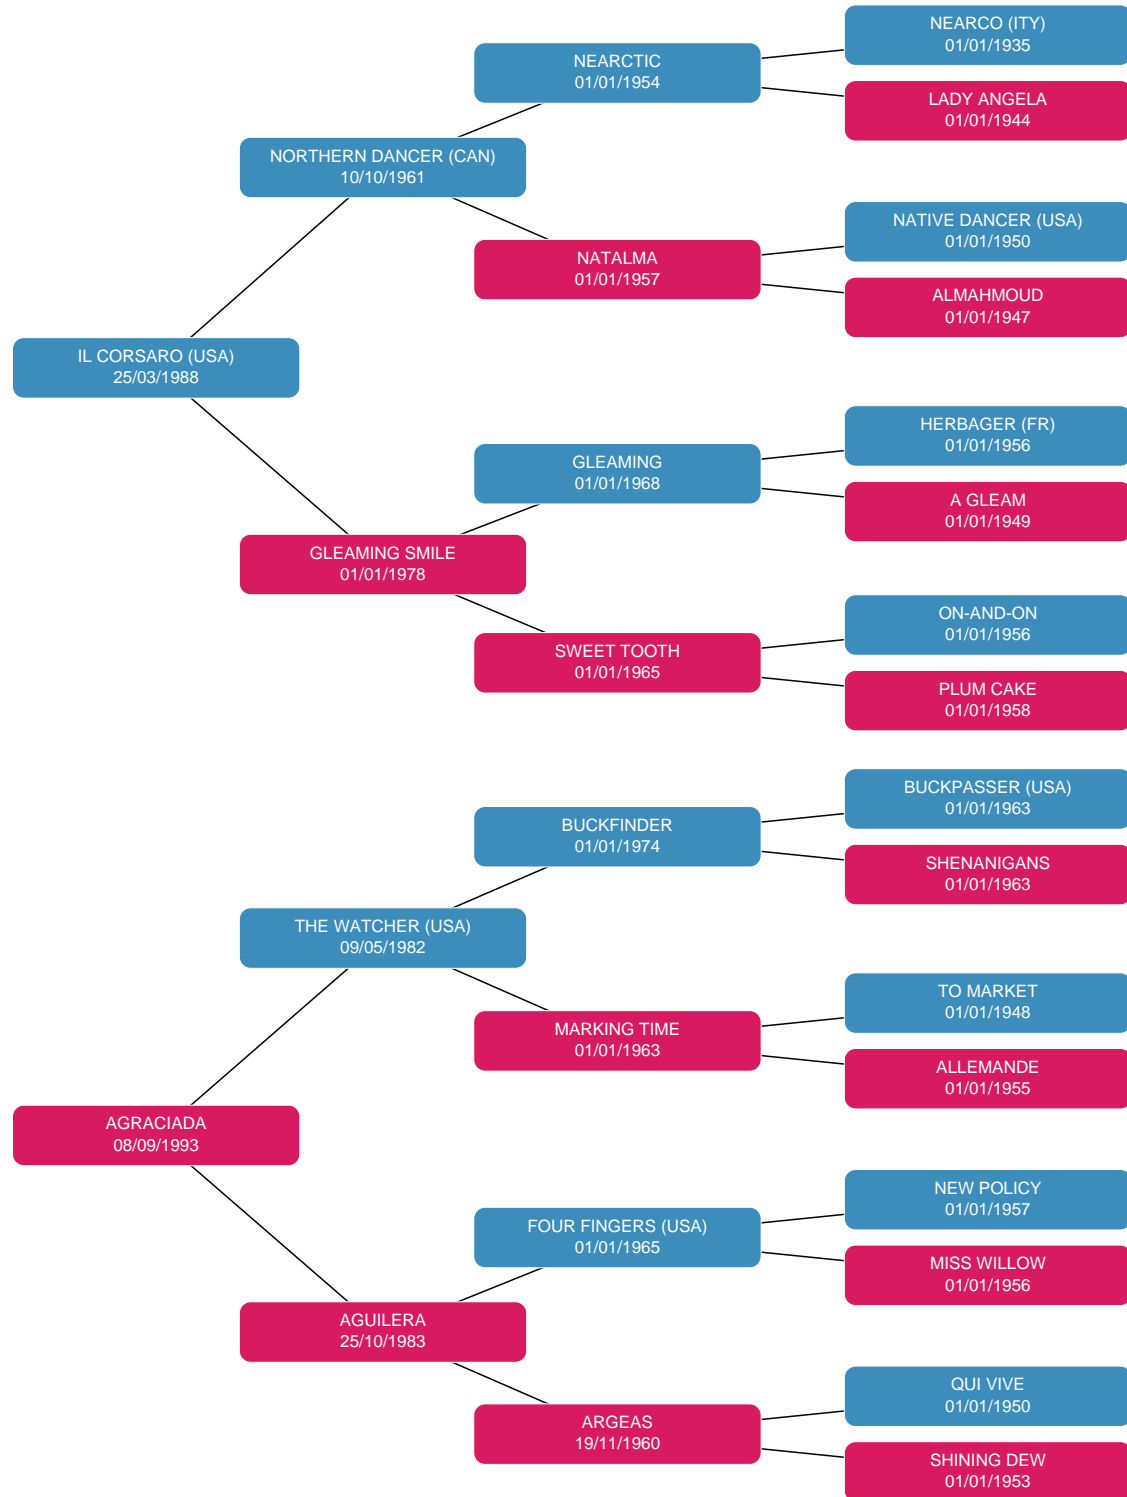 NEARCO (ITY)
01/01/1935
NEARCTIC
01/01/1954
LADY ANGELA
01/01/1944
NORTHERN DANCER (CAN)
10/10/1961
NATIVE DANCER (USA)
01/01/1950
NATALMA
01/01/1957
ALMAHMOUD
01/01/1947
IL CORSARO (USA)
25/03/1988
HERBAGER (FR)
01/01/1956
GLEAMING
01/01/1968
A GLEAM
01/01/1949
GLEAMING SMILE
01/01/1978
ON-AND-ON
01/01/1956
SWEET TOOTH
01/01/1965
PLUM CAKE
01/01/1958
BUCKPASSER (USA)
01/01/1963
BUCKFINDER
01/01/1974
SHENANIGANS
01/01/1963
THE WATCHER (USA)
09/05/1982
TO MARKET
01/01/1948
MARKING TIME
01/01/1963
ALLEMANDE
01/01/1955
AGRACIADA
08/09/1993
NEW POLICY
01/01/1957
FOUR FINGERS (USA)
01/01/1965
MISS WILLOW
01/01/1956
AGUILERA
25/10/1983
QUI VIVE
01/01/1950
ARGEAS
19/11/1960
SHINING DEW
01/01/1953